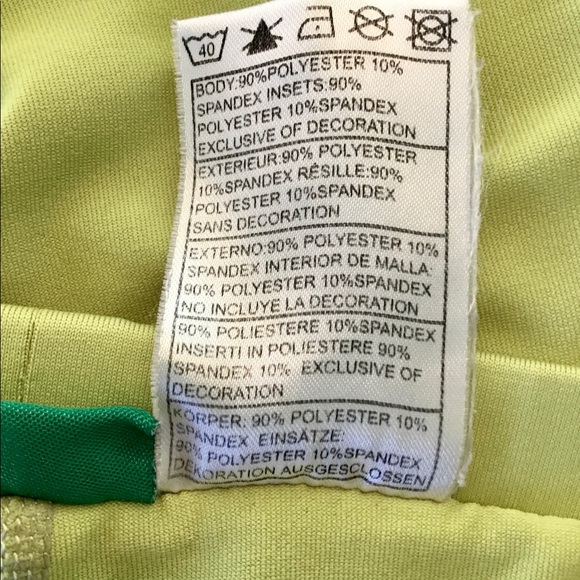 40
BODY:90%POLYESTER 10%
SPANDEX INSETS:90%
POLYESTER 10%SPANDEX
EXCLUSIVE OF DECORATION
EXTERIEUR:90% POLYESTER
10%SPANDEX RÉSILLE:90%
POLYESTER 10%SPANDEX
SANS DECORATION
EXTERNO:90% POLYESTER 10%
SPANDEX INTERIOR DE MALLA:
90% POLYESTER 10%SPANDEX
NO INCLUYE LA DECORATION
90% POLIESTERE 10%SPANDEX
INSERTI IN POLIESTERE 90%
SPANDEX 10% EXCLUSIVE OF
DECORATION
KÖRPER: 90% POLYESTER 10%
SPANDEX EINSÄTZE:
90% POLYESTER 10%SPANDEX
DEKORATION AUSGESCLOSSEN